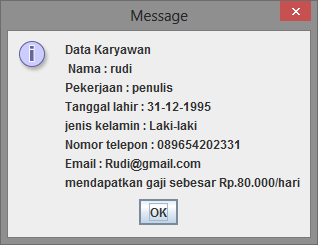 Message
Data Karyawan
Nama : rudi
Pekerjaan : penulis
Tanggal lahir : 31-12-1995
jenis kelamin : Laki-laki
Nomor telepon : 089654202331
Email : Rudi@gmail.com
mendapatkan gaji sebesar Rp.80.000/hari
OK